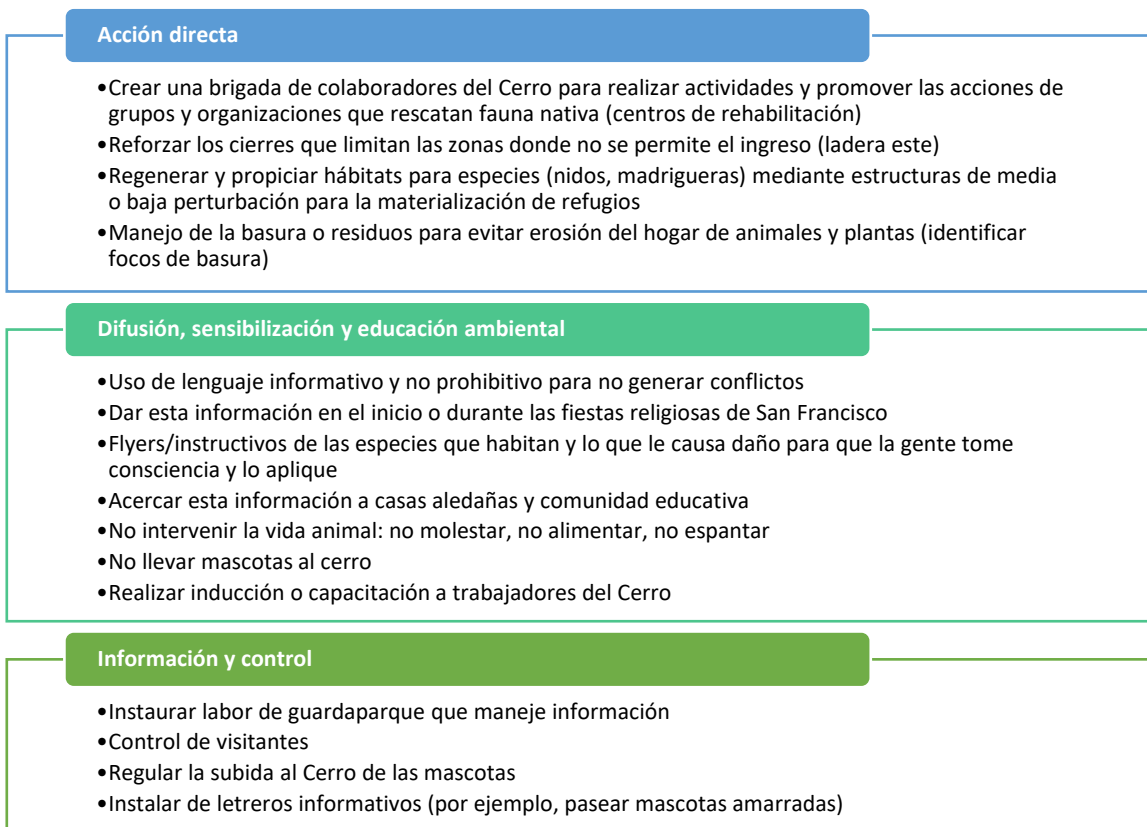 Acción directa
•Crear una brigada de colaboradores del Cerro para realizar actividades y promover las acciones de
grupos y organizaciones que rescatan fauna nativa (centros de rehabilitación)
•Reforzar los cierres que limitan las zonas donde no se permite el ingreso (ladera este)
•Regenerar y propiciar hábitats para especies (nidos, madrigueras) mediante estructuras de media
o baja perturbación para la materialización de refugios
•Manejo de la basura o residuos para evitar erosión del hogar de animales y plantas (identificar
focos de basura)
Difusión, sensibilización y educación ambiental
•Uso de lenguaje informativo y no prohibitivo para no generar conflictos
•Dar esta información en el inicio o durante las fiestas religiosas de San Francisco
•Flyers/instructivos de las especies que habitan y lo que le causa daño para que la gente tome
consciencia y lo aplique
•Acercar esta información a casas aledañas y comunidad educativa
•No intervenir la vida animal: no molestar, no alimentar, no espantar
•No llevar mascotas al cerro
•Realizar inducción o capacitación a trabajadores del Cerro
Información y control
•Instaurar labor de guardaparque que maneje información
•Control de visitantes
•Regular la subida al Cerro de las mascotas
•Instalar de letreros informativos (por ejemplo, pasear mascotas amarradas)